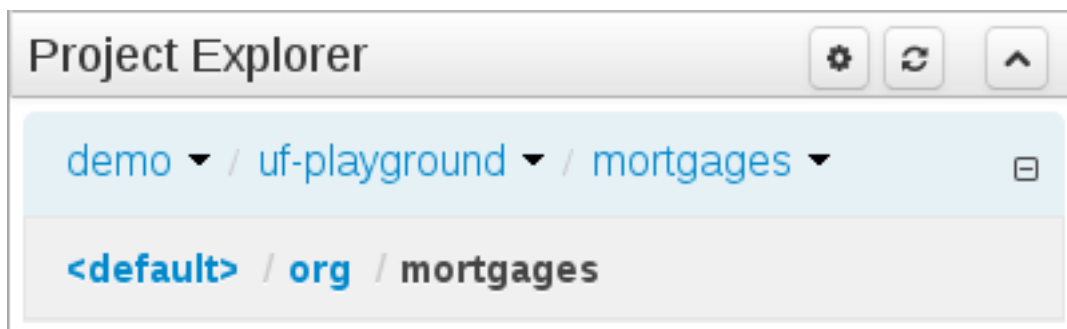 Project Explorer
demo / uf-playground / mortgages
<default> / org / mortgages